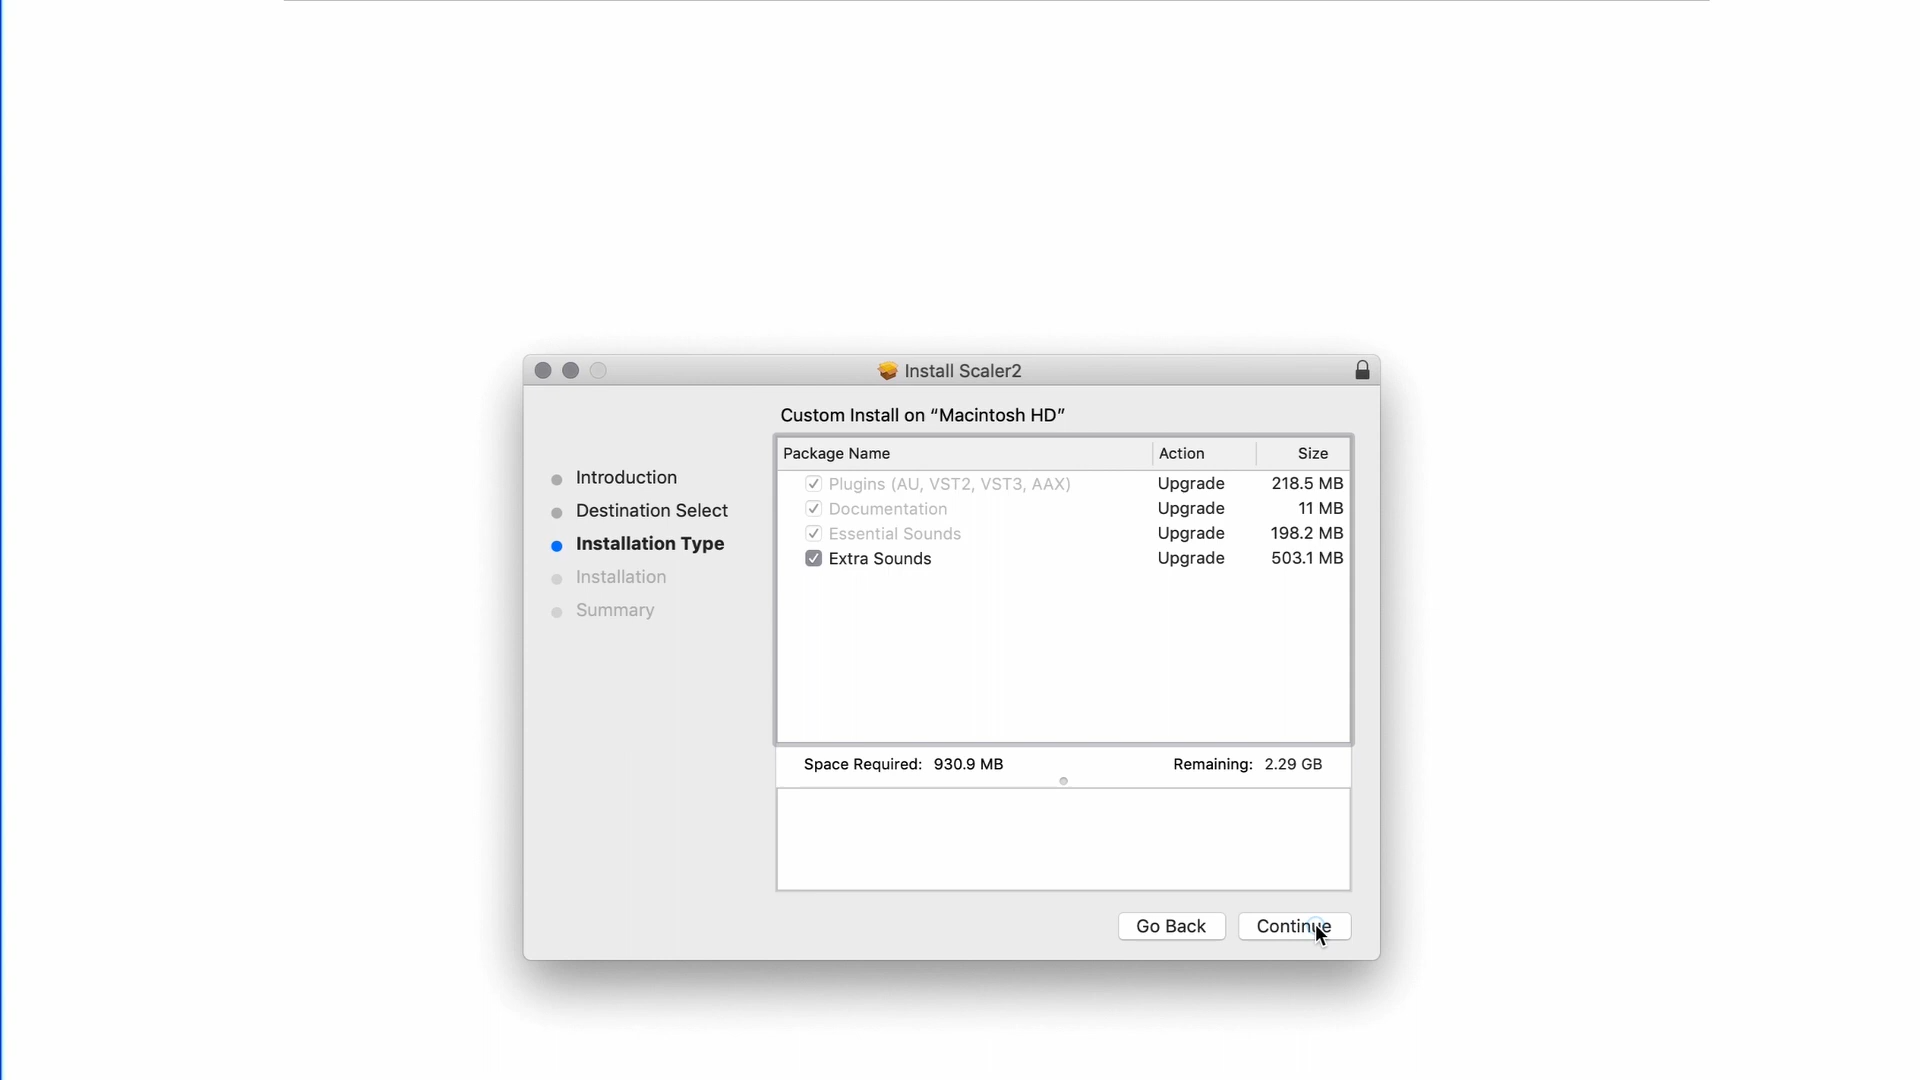 Install Scaler2
Custom Install on “Macintosh HD”
Introduction
Destination Select
Installation Type
Installation
Summary
Package Name Action Size
Plugins (AU, VST2, VST3, AAX) Upgrade 218.5 MB
Documentation Upgrade 11 MB
Essential Sounds Upgrade 198.2 MB
Extra Sounds Upgrade 503.1 MB
Space Required: 930.9 MB Remaining: 2.29 GB
Go Back Continue